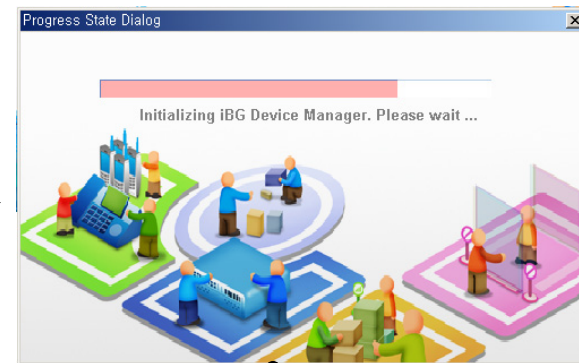 Progress State Dialog
Initializing iBG Device Manager. Please wait ...